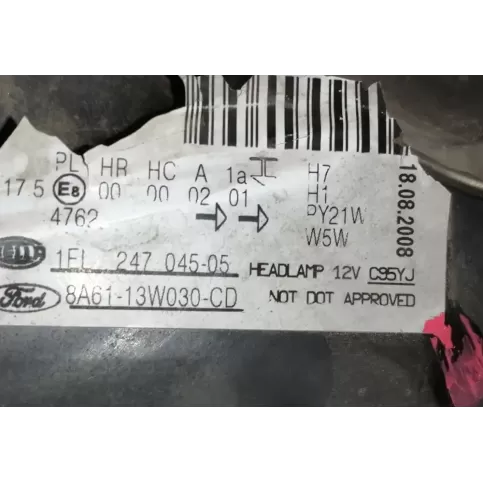 PL HR HC A 1a H7
17 5 E8 00 00 02 01 H1
4762 PY21W
W5W
18.08.2008
1EL 247 045-05 HEADLAMP 12V C95YJ
Ford 8A61-13W030-CD NOT DOT APPROVED